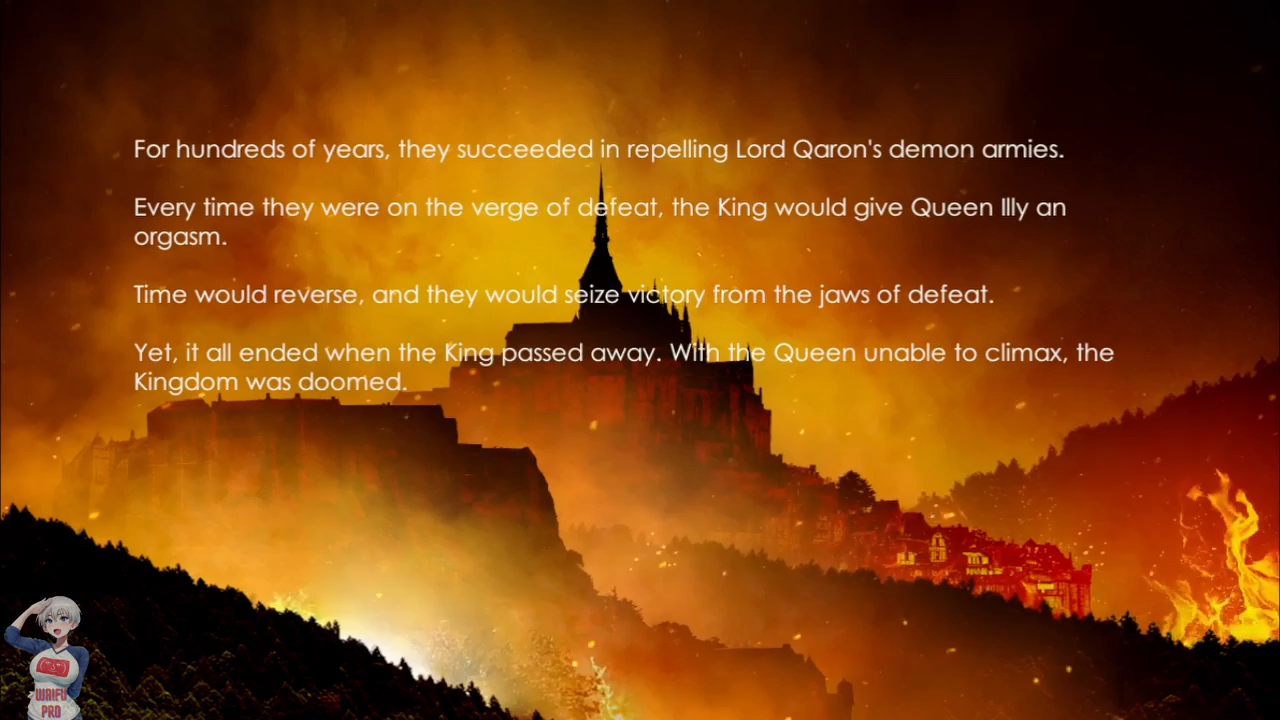 For hundreds of years, they succeeded in repelling Lord Qaron's demon armies.
Every time they were on the verge of defeat, the King would give Queen Illy an
orgasm.
Time would reverse, and they would seize victory from the jaws of defeat.
Yet, it all ended when the King passed away. With the Queen unable to climax, the
Kingdom was doomed.
WAIFU
PRO